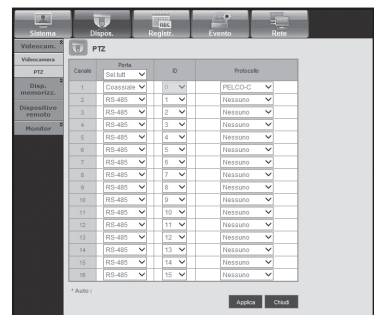 Sistema Dispos. Registr. Evento Rete
REC
Videocam.
Videocamera
PTZ
Disp. memorizz.
Dispositivo remoto
Monitor
PTZ
Canale Porta ID Protocollo
Sel.tutt
1 Coassiale 0 PELCO-C
2 RS-485 1 Nessuno
3 RS-485 2 Nessuno
4 RS-485 3 Nessuno
5 RS-485 4 Nessuno
6 RS-485 5 Nessuno
7 RS-485 6 Nessuno
8 RS-485 7 Nessuno
9 RS-485 8 Nessuno
10 RS-485 9 Nessuno
11 RS-485 10 Nessuno
12 RS-485 11 Nessuno
13 RS-485 12 Nessuno
14 RS-485 13 Nessuno
15 RS-485 14 Nessuno
16 RS-485 15 Nessuno
* Auto :
Applica Chiudi